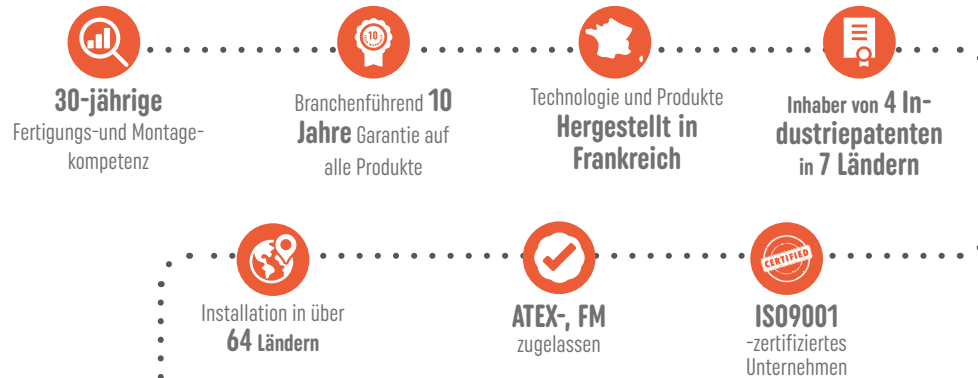 30-jährige
Fertigungs-und Montage-
kompetenz
10
Branchenführend 10
Jahre Garantie auf
alle Produkte
Technologie und Produkte
Hergestellt in
Frankreich
Inhaber von 4 In-
dustriepatenten
in 7 Ländern
Installation in über
64 Ländern
ATEX-, FM
zugelassen
CERTIFIED
ISO9001
-zertifiziertes
Unternehmen